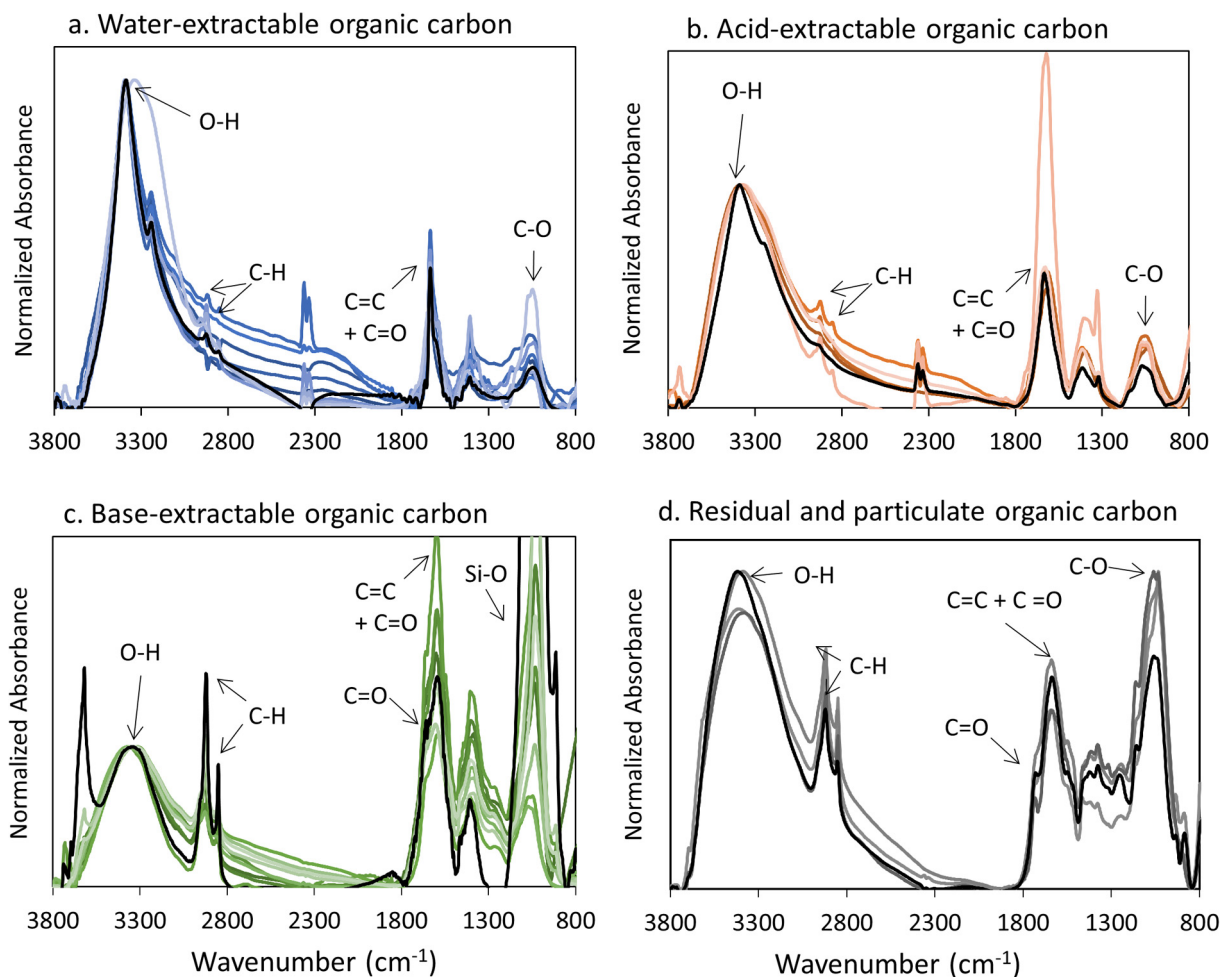 a. Water-extractable organic carbon
Normalized Absorbance
O-H
C-H
C=C
+ C=O
C-O
3800 3300 2800 2300 1800 1300 800
b. Acid-extractable organic carbon
Normalized Absorbance
O-H
C-H
C=C
+ C=O
C-O
3800 3300 2800 2300 1800 1300 800
c. Base-extractable organic carbon
Normalized Absorbance
O-H
C-H
C=C
+ C=O
C=O
Si-O
3800 3300 2800 2300 1800 1300 800
Wavenumber (cm-1)
d. Residual and particulate organic carbon
Normalized Absorbance
O-H
C-H
C=C + C =O
C=O
C-O
3800 3300 2800 2300 1800 1300 800
Wavenumber (cm-1)